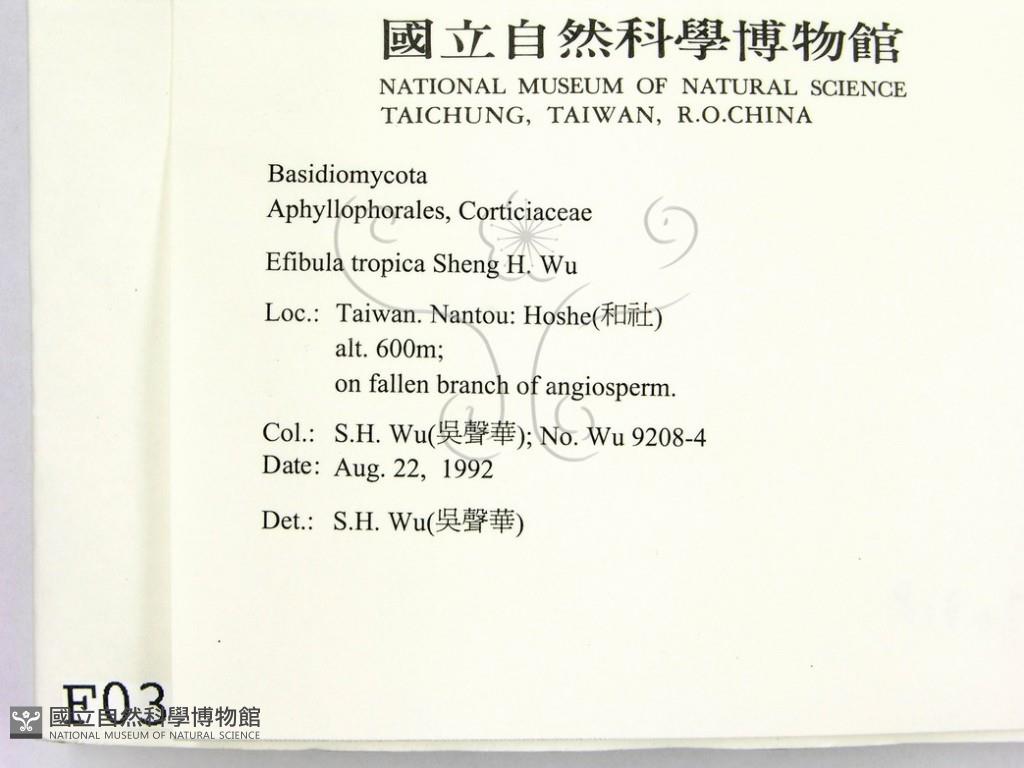 國立自然科學博物館
NATIONAL MUSEUM OF NATURAL SCIENCE
TAICHUNG, TAIWAN, R.O.CHINA
Basidiomycota
Aphyllophorales, Corticiaceae
Efibula tropica Sheng H. Wu
Loc.: Taiwan. Nantou: Hoshe(和社)
alt. 600m;
on fallen branch of angiosperm.
Col.: S.H. Wu(吳聲華); No. Wu 9208-4
Date: Aug. 22, 1992
Det.: S.H. Wu(吳聲華)
F03
國立自然科學博物館
NATIONAL MUSEUM OF NATURAL SCIENCE